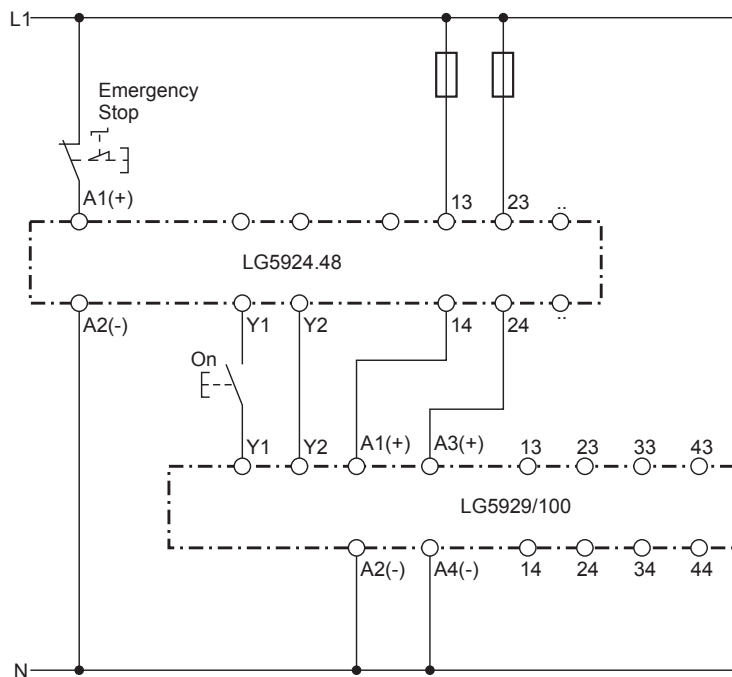 L1
Emergency
Stop
A1(+)
13
23
..
LG5924.48
A2(-)
Y1
Y2
14
24
..
On
Y1
Y2
A1(+)
A3(+)
13
23
33
43
LG5929/100
A2(-)
A4(-)
14
24
34
44
N